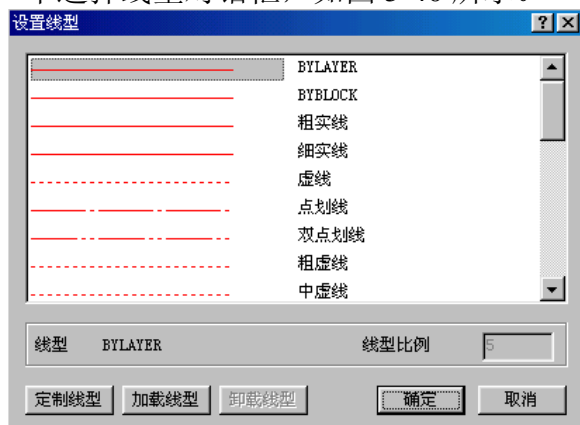 设置线型
BYLAYER
BYBLOCK
粗实线
细实线
虚线
点划线
双点划线
粗虚线
中虚线
线型 BYLAYER 线型比例 5
定制线型 加载线型 卸载线型 确定 取消